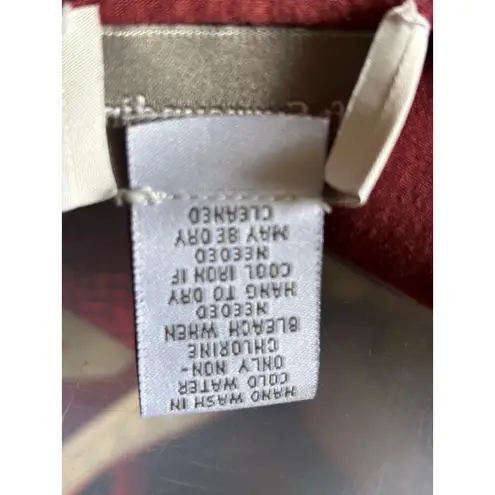 HAND WASH IN
COLD WATER
ONLY NON-
CHLORINE
BLEACH WHEN
NEEDED
HANG TO DRY
COOL IRON IF
NEEDED
MAY BE DRY
CLEANED